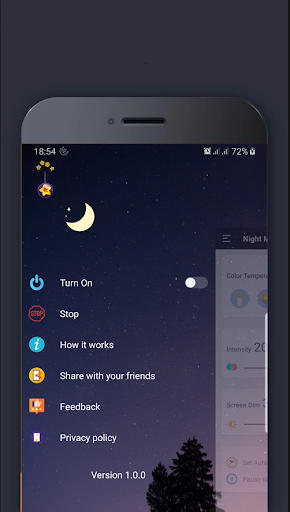 18:54
72%
Turn On
Stop
STOP
How it works
Share with your friends
Feedback
Privacy policy
Version 1.0.0
Night M
Color Tempera
Intensity 20
Screen Dim 3
Set Auto
Pause